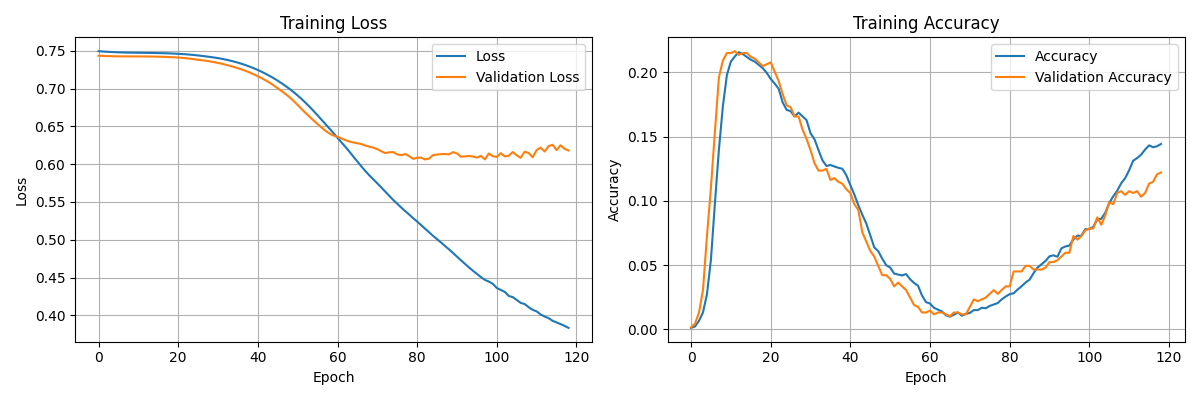 Training Loss
Loss
0.75
0.70
0.65
0.60
0.55
0.50
0.45
0.40
0 20 40 60 80 100 120
Epoch
Loss
Validation Loss
Training Accuracy
Accuracy
0.20
0.15
0.10
0.05
0.00
0 20 40 60 80 100 120
Epoch
Accuracy
Validation Accuracy